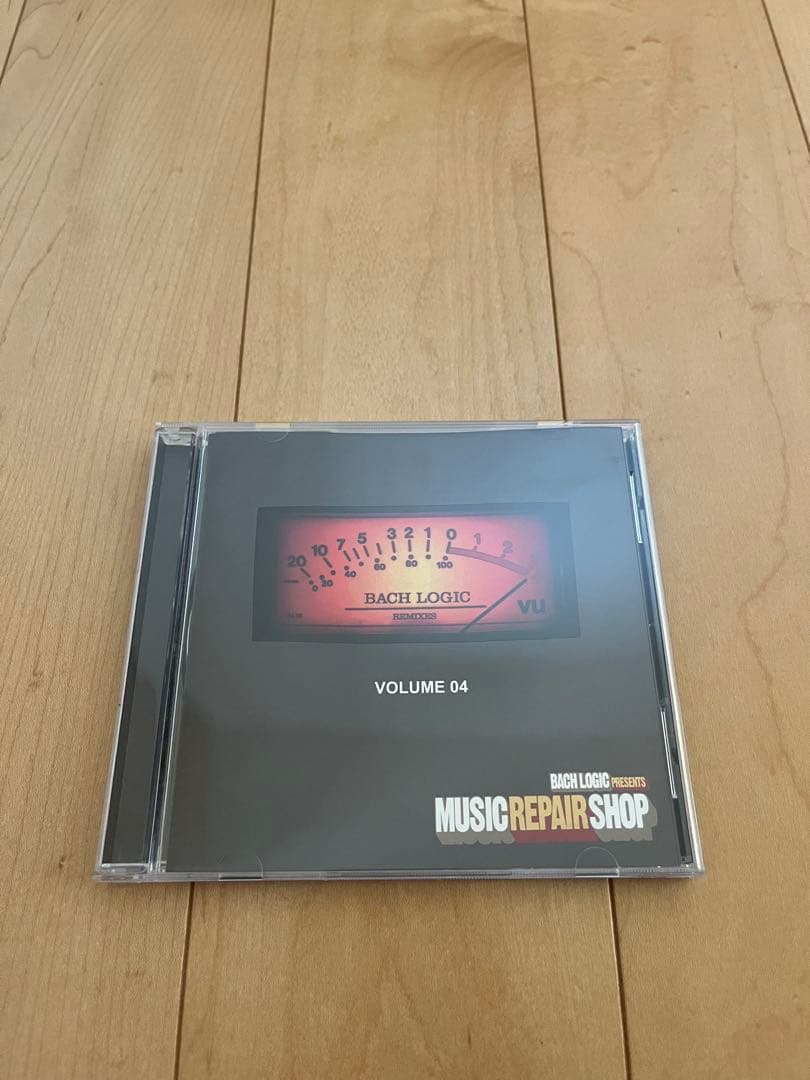 20 10 7 5 3 2 1 0 1 2
0 20 40 60 80 100
BACH LOGIC
REMIXES
VU
VOLUME 04
BACH LOGIC PRESENTS
MUSIC REPAIR SHOP